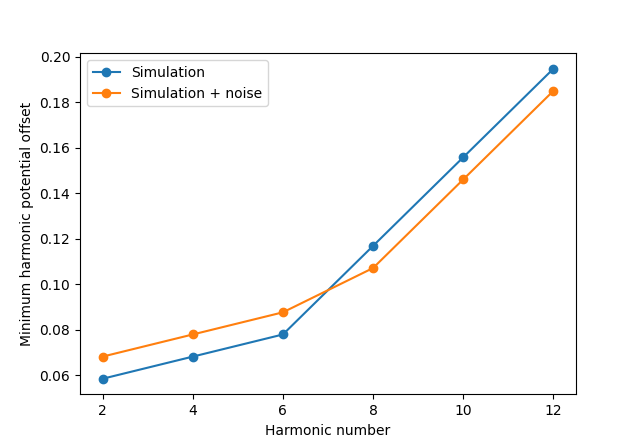 Simulation
Simulation + noise
0.20
0.18
0.16
0.14
0.12
0.10
0.08
0.06
Minimum harmonic potential offset
2 4 6 8 10 12
Harmonic number